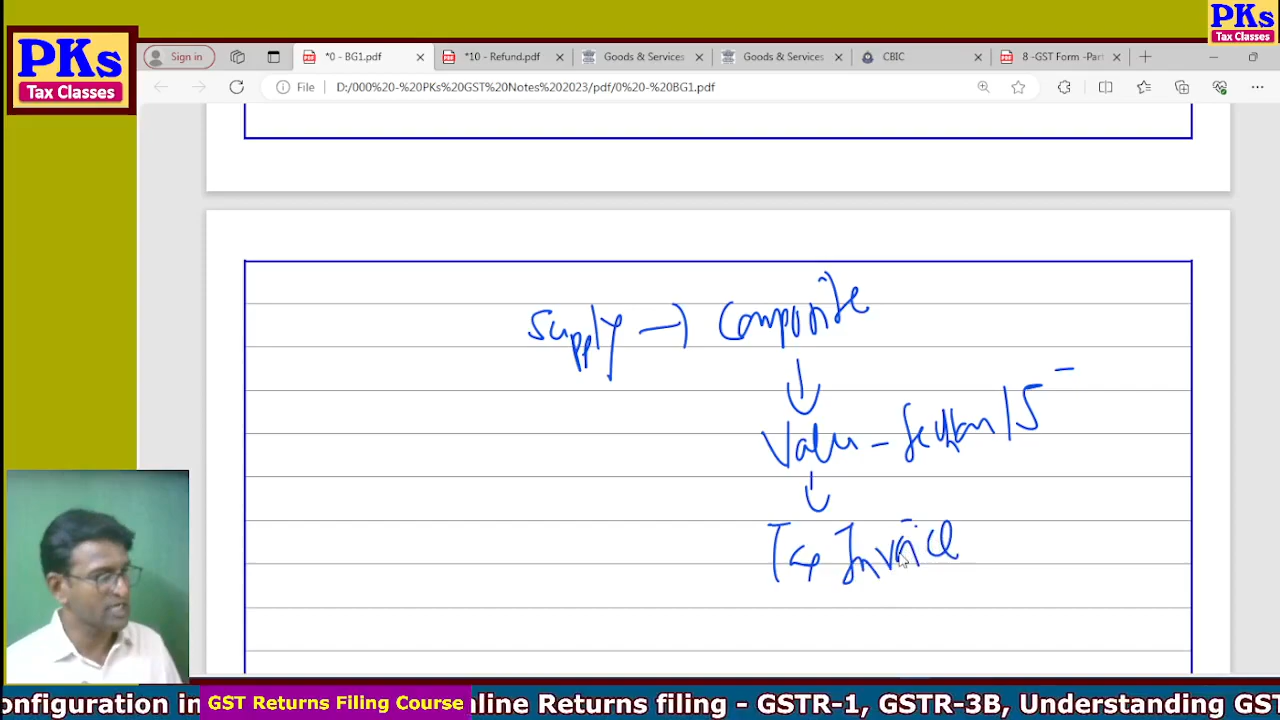 PKs
Tax Classes
PKs
Tax Classes
Sign in
*0 - BG1.pdf
*10 - Refund.pdf
Goods & Services
Goods & Services
CBIC
8 -GST Form -Part
File
D:/000%20-%20PKs%20GST%20Notes%202023/pdf/0%20-%20BG1.pdf
Supply → Composite
↓
Value - Section 15
↓
Tax Invoice
onfiguration in
GST Returns Filing Course
nline Returns filing - GSTR-1, GSTR-3B, Understanding GST